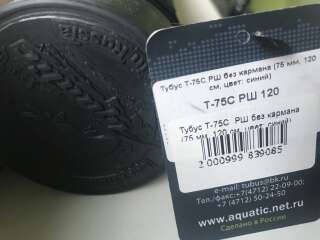 Тубус Т-75С РШ без кармана (75 мм, 120
см, цвет: синий)
Т-75С РШ 120
Тубус Т-75С РШ без кармана
(75 мм, 120 см, цвет: синий)
2 000999 839085
e-mail: tubus@bk.ru
Тел./факс:+7(4712) 22-09-00;
+7(4712) 50-24-50
www.aquatic.net.ru
Сделано в России